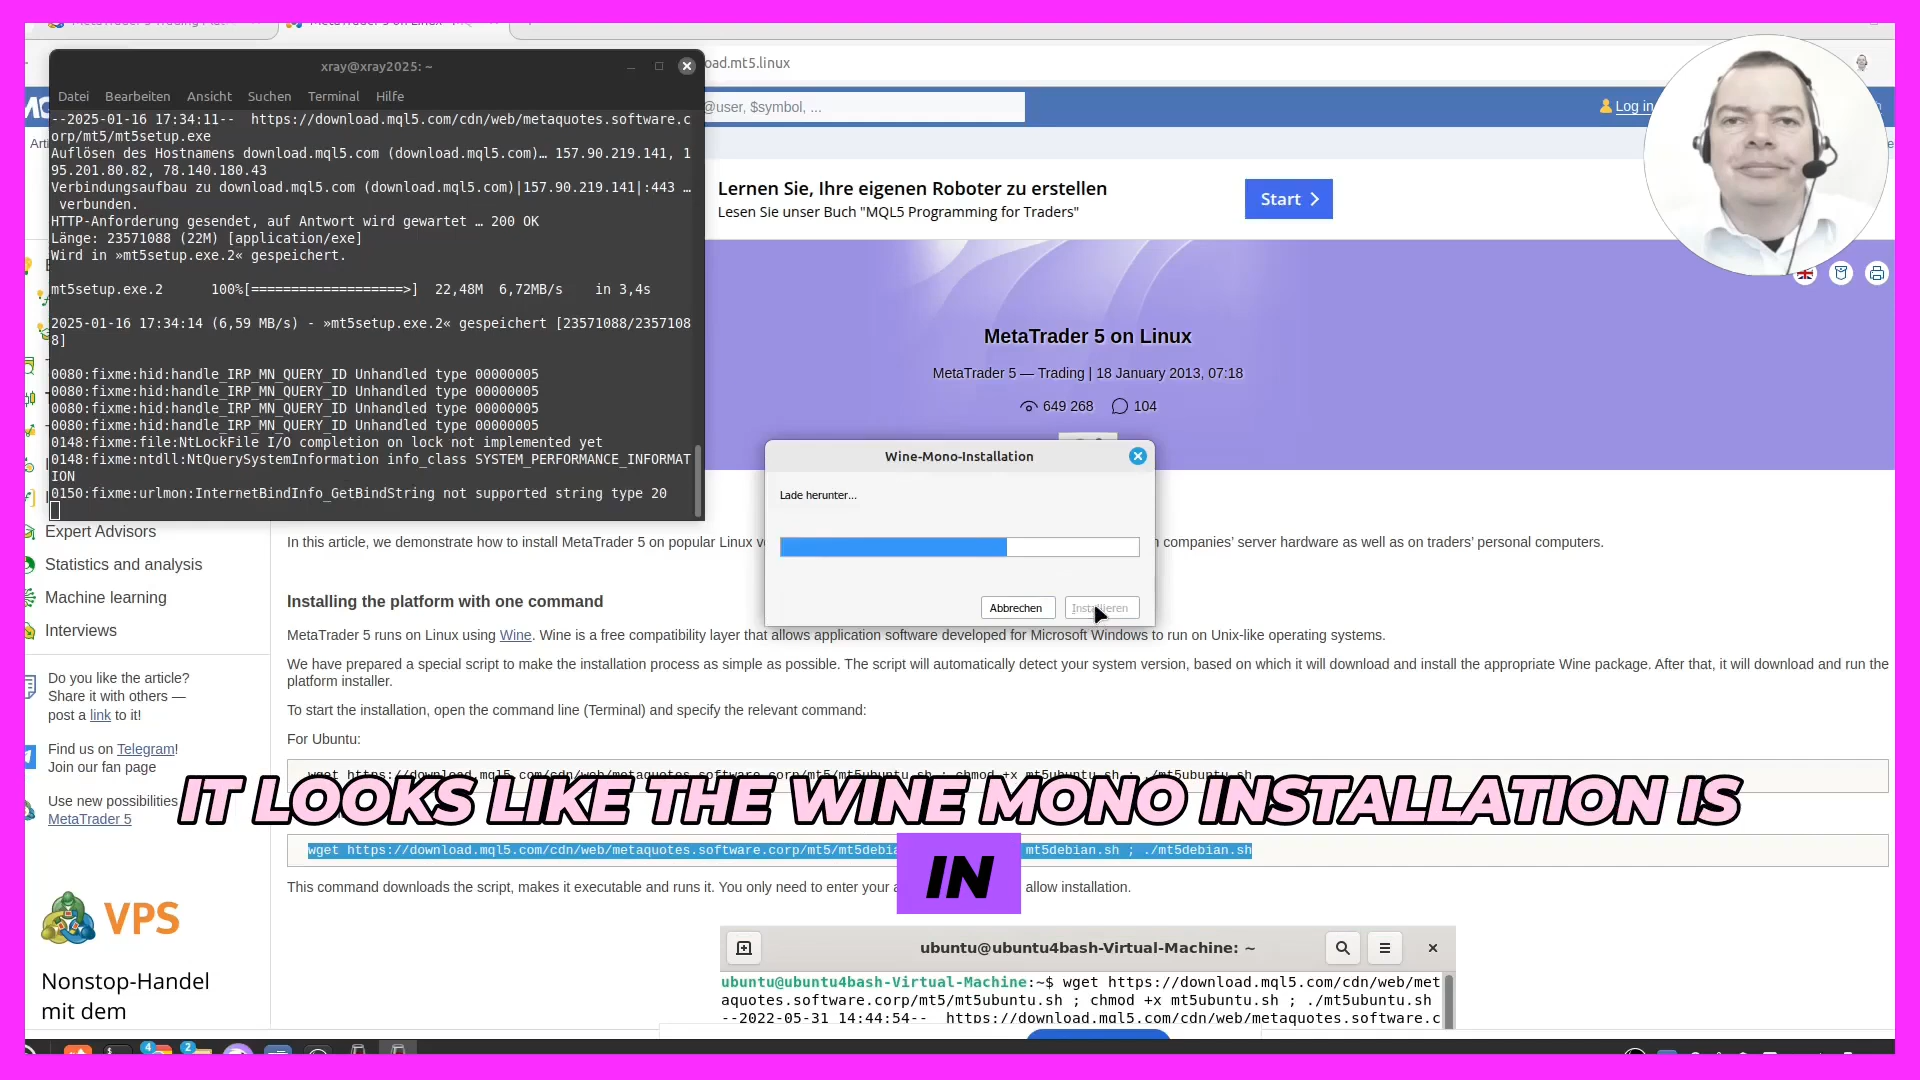 xray@xray2025: ~
Datei Bearbeiten Ansicht Suchen Terminal Hilfe
--2025-01-16 17:34:11-- https://download.mql5.com/cdn/web/metaquotes.software.c
orp/mt5/mt5setup.exe
Auflösen des Hostnamens download.mql5.com (download.mql5.com)… 157.90.219.141, 1
95.201.80.82, 78.140.180.43
Verbindungsaufbau zu download.mql5.com (download.mql5.com)|157.90.219.141|:443 …
verbunden.
HTTP-Anforderung gesendet, auf Antwort wird gewartet … 200 OK
Länge: 23571088 (22M) [application/exe]
Wird in »mt5setup.exe.2« gespeichert.
mt5setup.exe.2 100%[===================>] 22,48M 6,72MB/s in 3,4s
2025-01-16 17:34:14 (6,59 MB/s) - »mt5setup.exe.2« gespeichert [23571088/2357108
8]
0080:fixme:hid:handle_IRP_MN_QUERY_ID Unhandled type 00000005
0080:fixme:hid:handle_IRP_MN_QUERY_ID Unhandled type 00000005
0080:fixme:hid:handle_IRP_MN_QUERY_ID Unhandled type 00000005
0080:fixme:hid:handle_IRP_MN_QUERY_ID Unhandled type 00000005
0148:fixme:file:NtLockFile I/O completion on lock not implemented yet
0148:fixme:ntdll:NtQuerySystemInformation info_class SYSTEM_PERFORMANCE_INFORMAT
ION
0150:fixme:urlmon:InternetBindInfo_GetBindString not supported string type 20
oad.mt5.linux
@user, $symbol, ...
Log in
Lernen Sie, Ihre eigenen Roboter zu erstellen
Lesen Sie unser Buch "MQL5 Programming for Traders"
Start
MetaTrader 5 on Linux
MetaTrader 5 — Trading | 18 January 2013, 07:18
649 268 104
Wine-Mono-Installation
Lade herunter...
Abbrechen Installieren
Expert Advisors
Statistics and analysis
Machine learning
Interviews
Do you like the article?
Share it with others —
post a link to it!
Find us on Telegram!
Join our fan page
Use new possibilities
MetaTrader 5
VPS
Nonstop-Handel
mit dem
In this article, we demonstrate how to install MetaTrader 5 on popular Linux companies’ server hardware as well as on traders’ personal computers.
Installing the platform with one command
MetaTrader 5 runs on Linux using Wine. Wine is a free compatibility layer that allows application software developed for Microsoft Windows to run on Unix-like operating systems.
We have prepared a special script to make the installation process as simple as possible. The script will automatically detect your system version, based on which it will download and install the appropriate Wine package. After that, it will download and run the
platform installer.
To start the installation, open the command line (Terminal) and specify the relevant command:
For Ubuntu:
wget https://download.mql5.com/cdn/web/metaquotes.software.corp/mt5/mt5ubuntu.sh ; chmod +x mt5ubuntu.sh ; ./mt5ubuntu.sh
IT LOOKS LIKE THE WINE MONO INSTALLATION IS
IN
wget https://download.mql5.com/cdn/web/metaquotes.software.corp/mt5/mt5debia mt5debian.sh ; ./mt5debian.sh
This command downloads the script, makes it executable and runs it. You only need to enter your a allow installation.
ubuntu@ubuntu4bash-Virtual-Machine: ~
ubuntu@ubuntu4bash-Virtual-Machine:~$ wget https://download.mql5.com/cdn/web/met
aquotes.software.corp/mt5/mt5ubuntu.sh ; chmod +x mt5ubuntu.sh ; ./mt5ubuntu.sh
--2022-05-31 14:44:54-- https://download.mql5.com/cdn/web/metaquotes.software.c
4
2